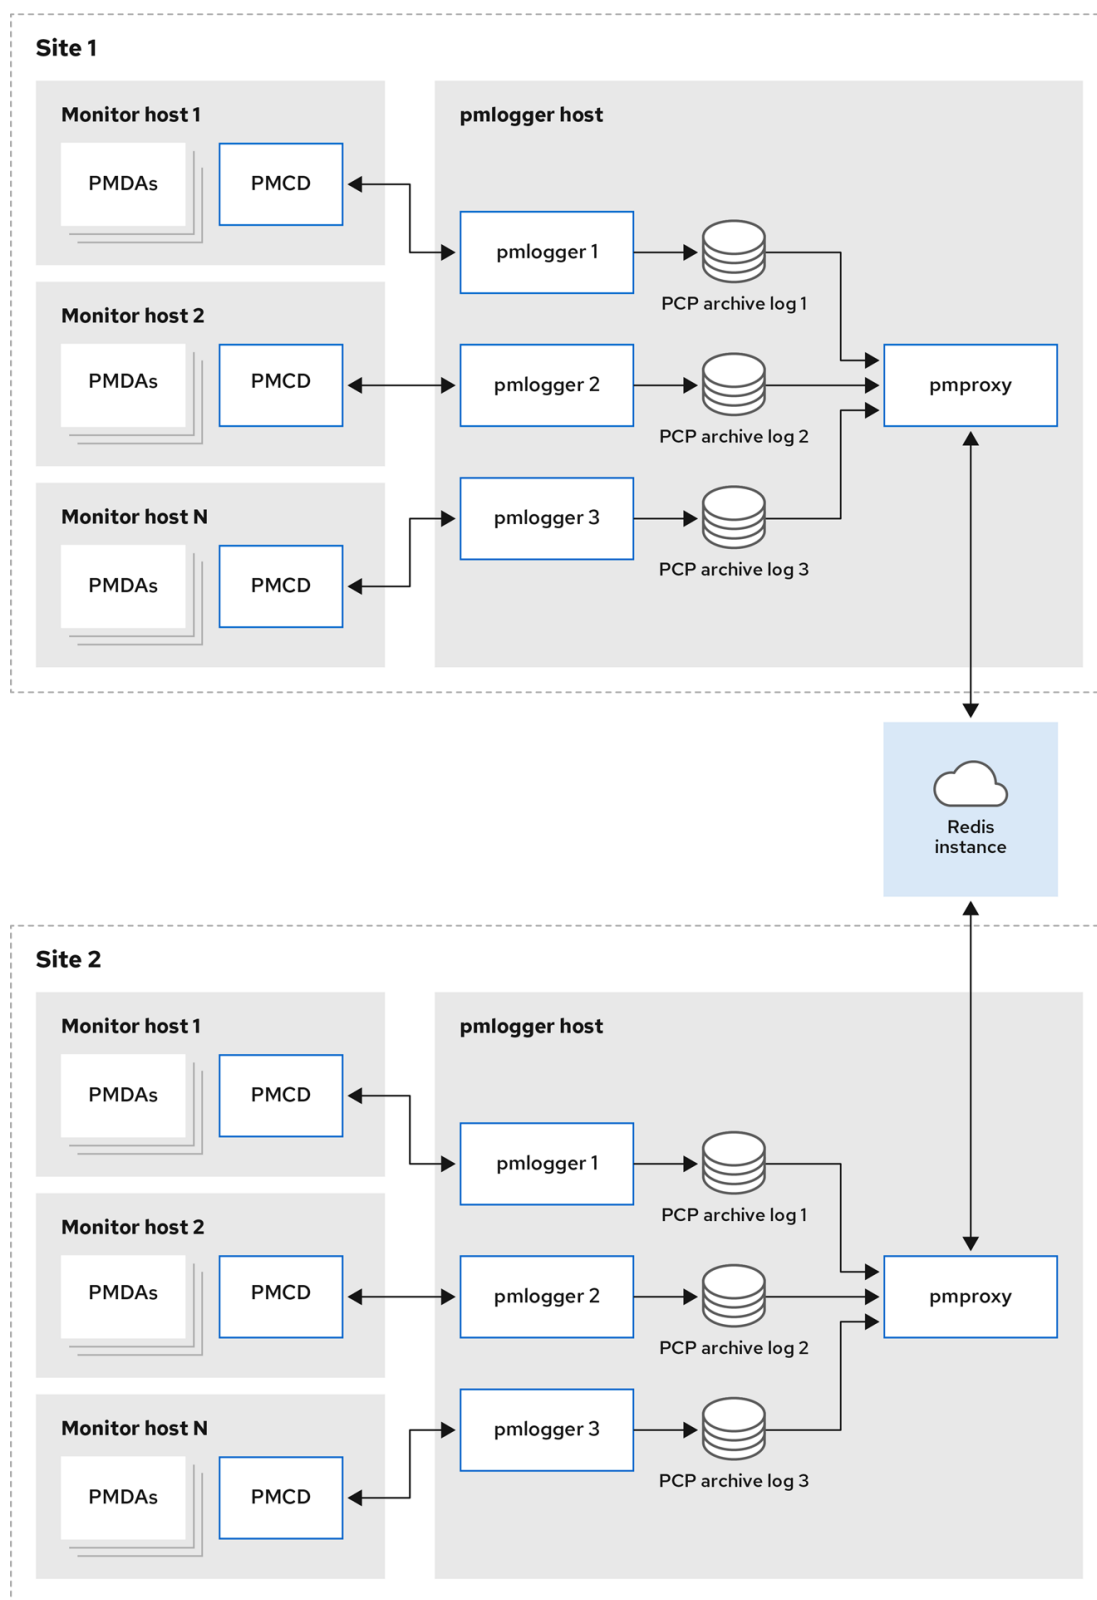 Site 1
Monitor host 1
PMDAs
PMCD
Monitor host 2
PMDAs
PMCD
Monitor host N
PMDAs
PMCD
pmlogger host
pmlogger 1
PCP archive log 1
pmlogger 2
PCP archive log 2
pmlogger 3
PCP archive log 3
pmproxy
Redis
instance
Site 2
Monitor host 1
PMDAs
PMCD
Monitor host 2
PMDAs
PMCD
Monitor host N
PMDAs
PMCD
pmlogger host
pmlogger 1
PCP archive log 1
pmlogger 2
PCP archive log 2
pmlogger 3
PCP archive log 3
pmproxy